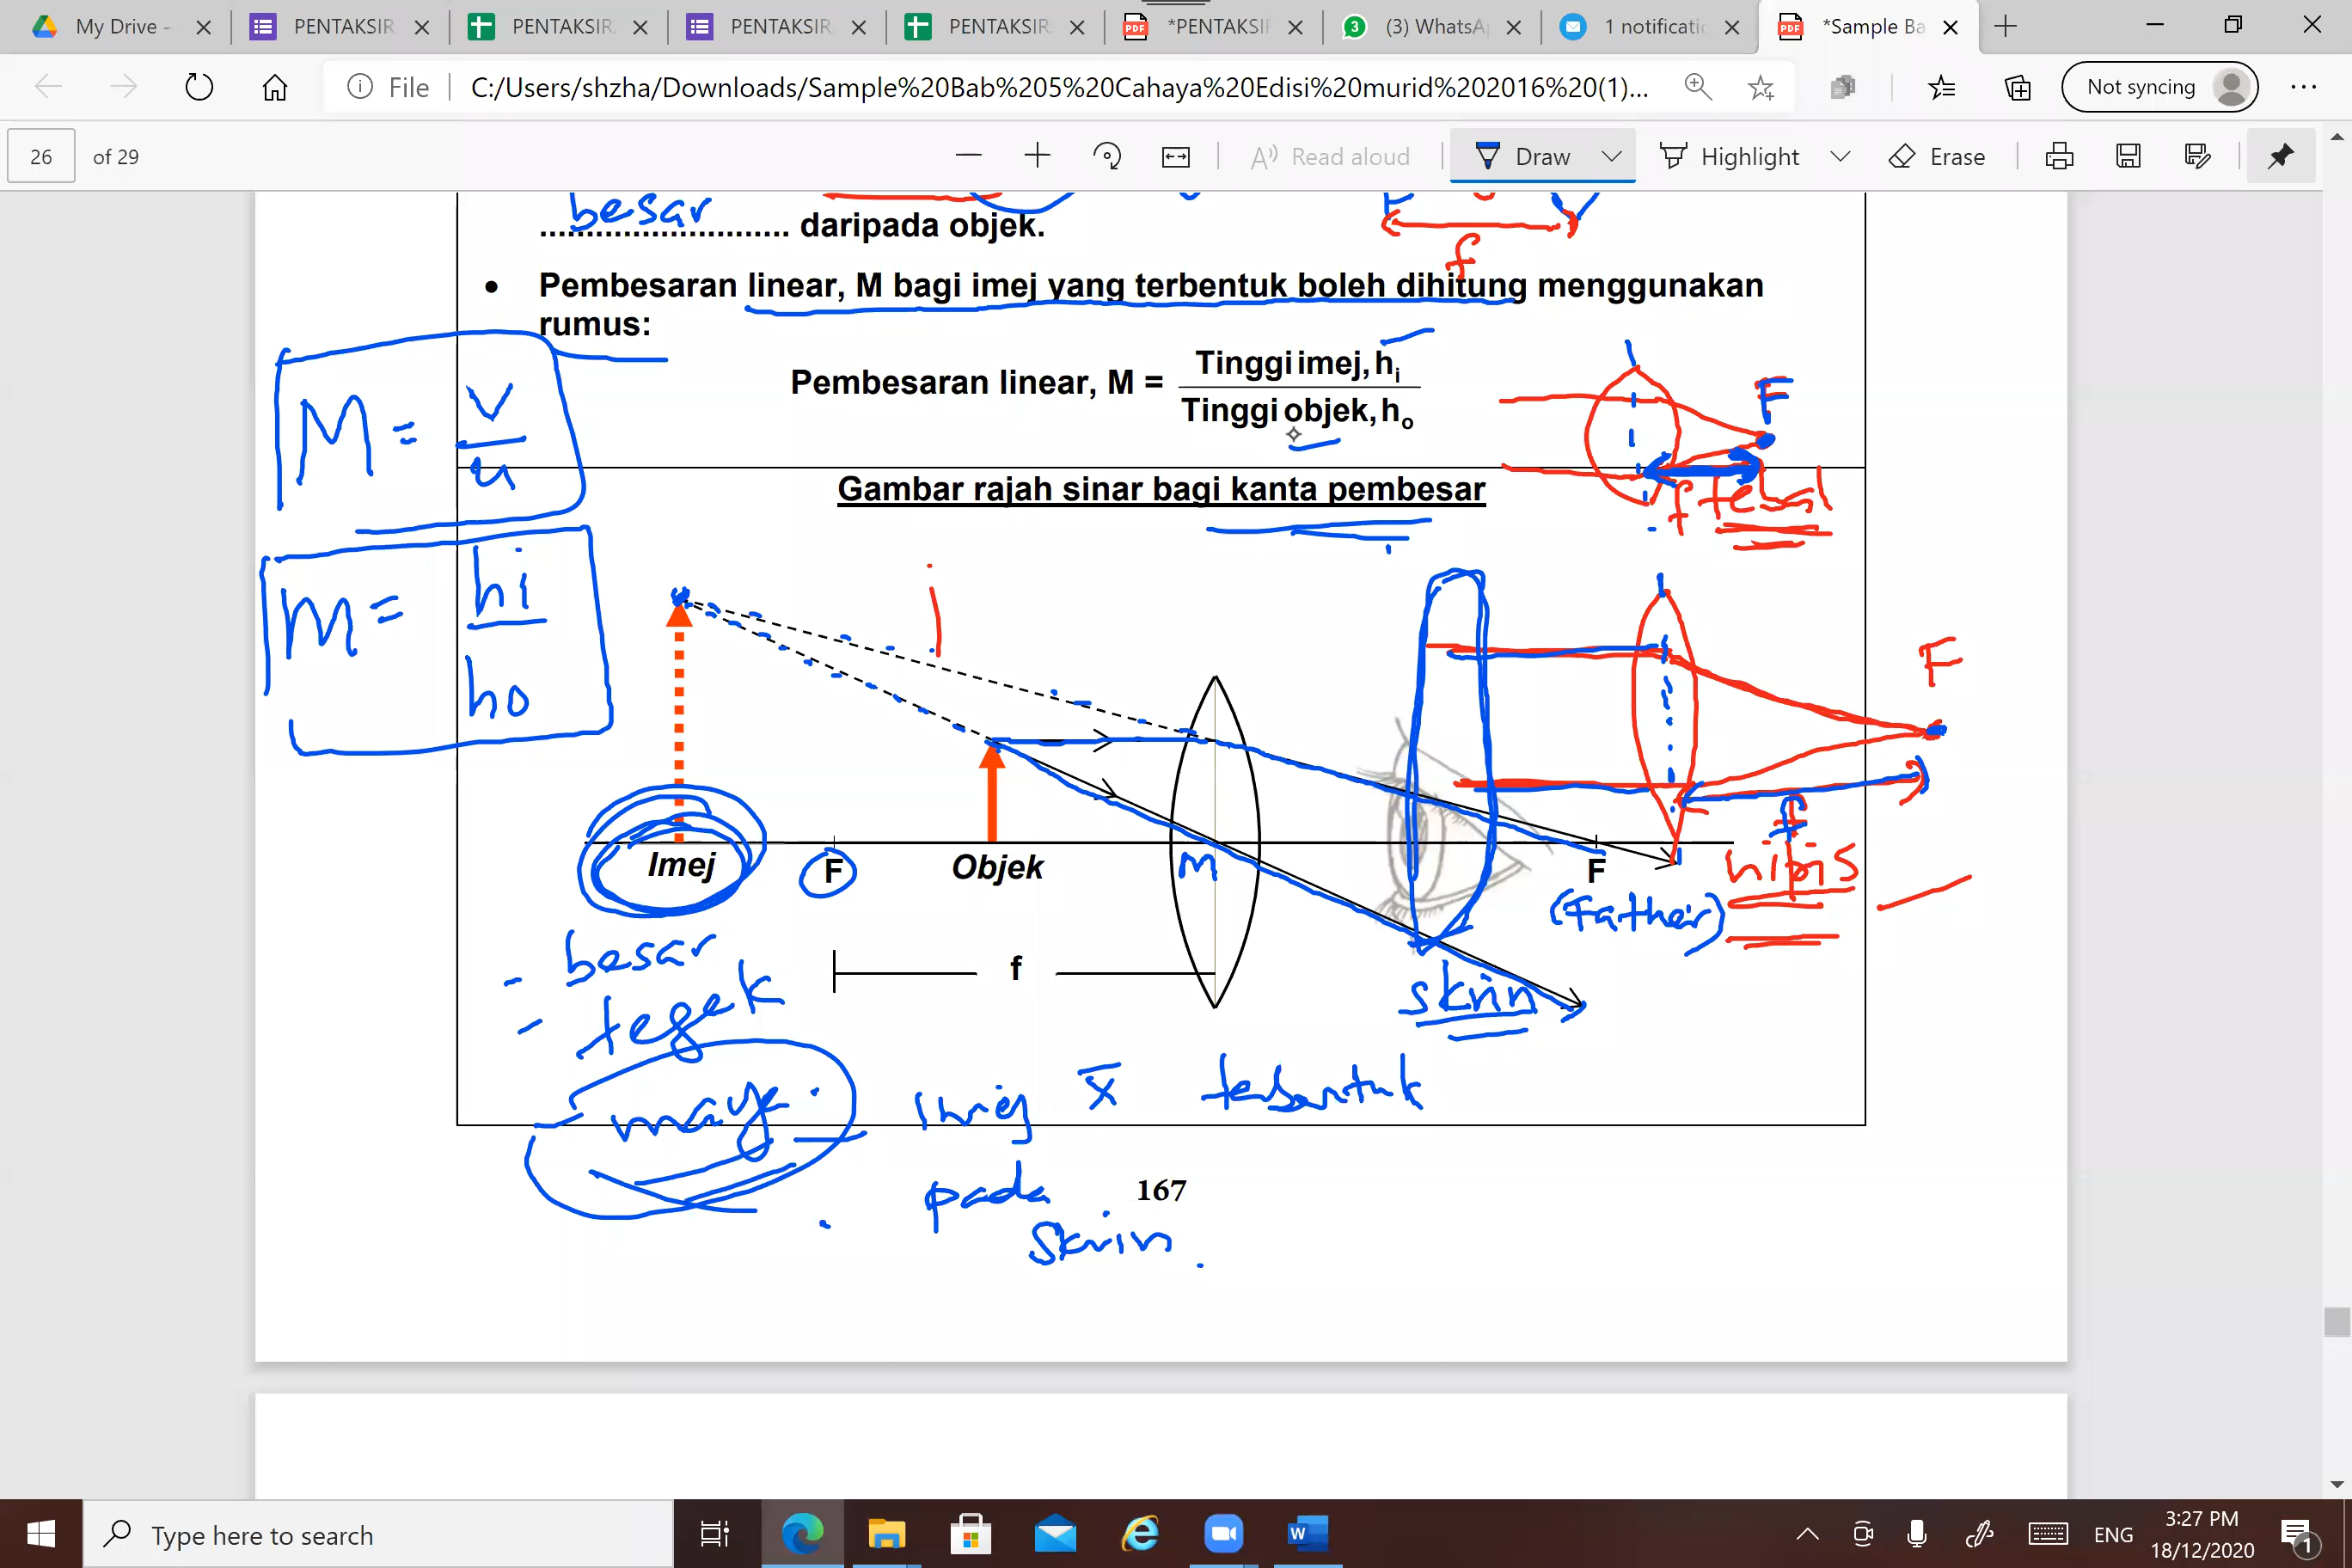 My Drive -
PENTAKSIR
PENTAKSIR
PENTAKSIR
PENTAKSIR
*PENTAKSI
(3) WhatsA
1 notificatic
*Sample Ba
File
C:/Users/shzha/Downloads/Sample%20Bab%205%20Cahaya%20Edisi%20murid%202016%20(1)...
Not syncing
26 of 29
Read aloud
Draw
Highlight
Erase
besar
........................... daripada objek.
f
• Pembesaran linear, M bagi imej yang terbentuk boleh dihitung menggunakan
rumus:
Pembesaran linear, M = Tinggi imej, hi
Tinggi objek, ho
M = v
u
F
Gambar rajah sinar bagi kanta pembesar
f tebal
M = hi
ho
F
Imej
F
Objek
M
F
f
nipis
(Father)
f
skrin
- besar
- tegak
- maya
imej x terbentuk
pada
skrin.
167
Type here to search
ENG
3:27 PM
18/12/2020
1